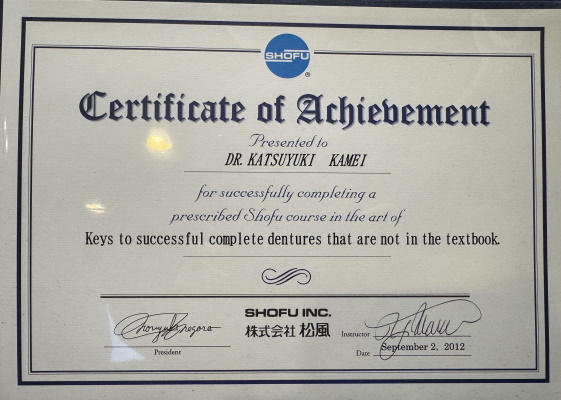 SHOFU
®
Certificate of Achievement
Presented to
DR. KATSUYUKI KAMEI
for successfully completing a
prescribed Shofu course in the art of
Keys to successful complete dentures that are not in the textbook.
SHOFU INC.
株式会社 松風
President
Instructor
Date September 2, 2012